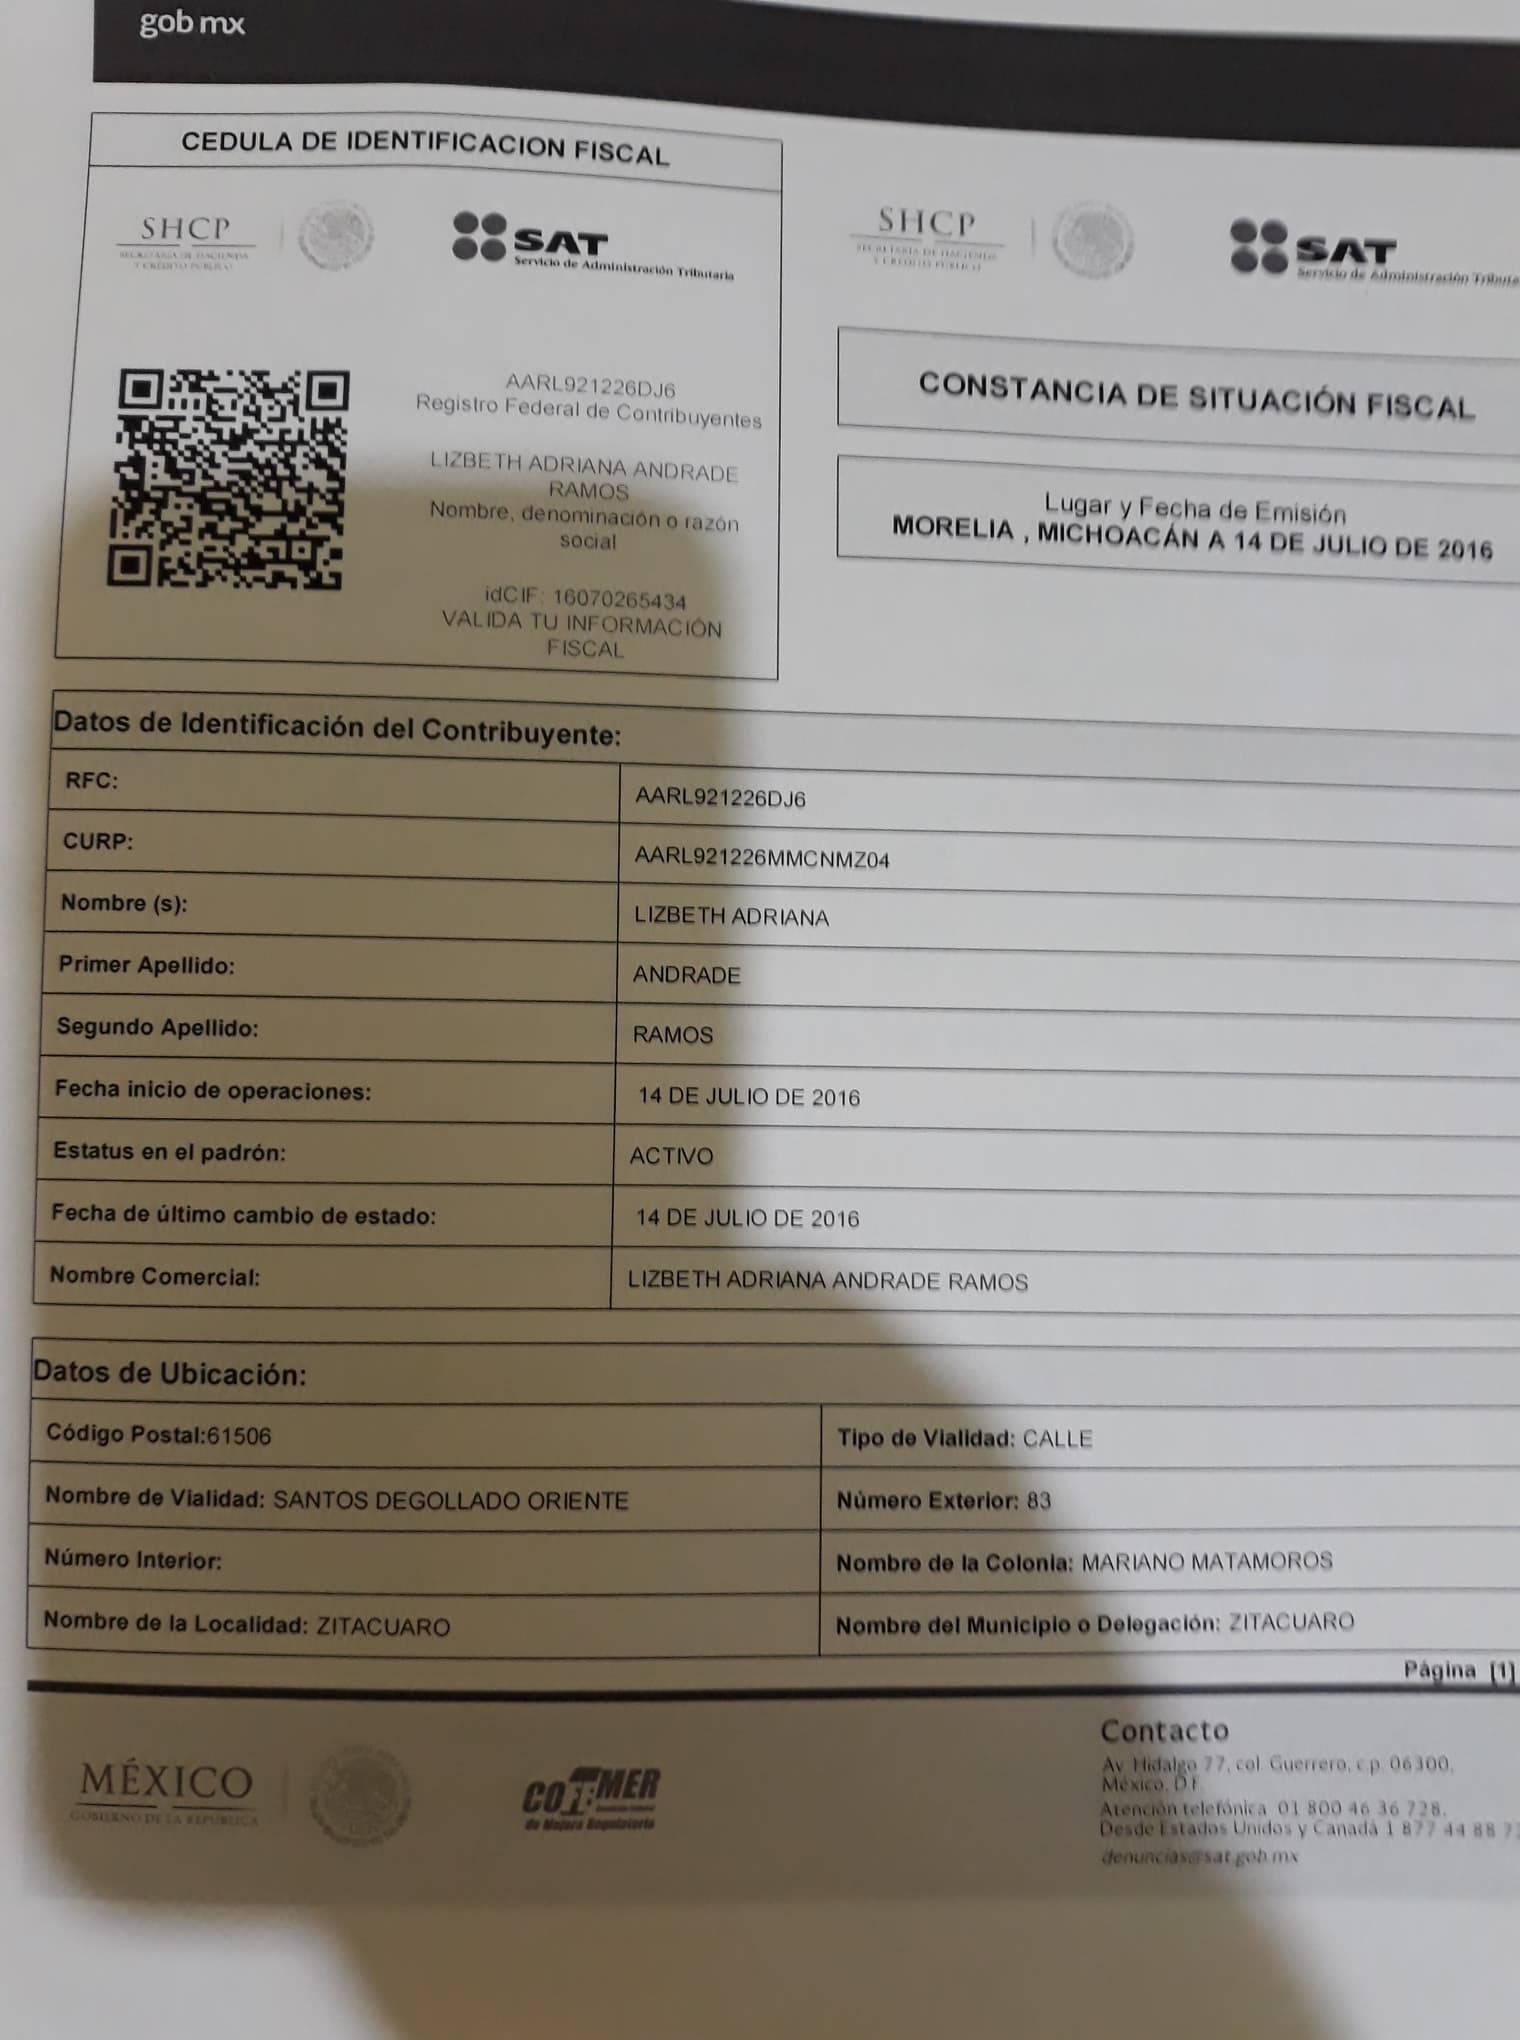 gob mx
CEDULA DE IDENTIFICACION FISCAL
SHCP
SECRETARÍA DE HACIENDA
Y CRÉDITO PÚBLICO
SAT
Servicio de Administración Tributaria
AARL921226DJ6
Registro Federal de Contribuyentes
LIZBETH ADRIANA ANDRADE
RAMOS
Nombre, denominación o razón
social
idCIF: 16070265434
VALIDA TU INFORMACIÓN
FISCAL
SHCP
SECRETARÍA DE HACIENDA
Y CRÉDITO PÚBLICO
SAT
Servicio de Administración
CONSTANCIA DE SITUACIÓN FISCAL
Lugar y Fecha de Emisión
MORELIA , MICHOACÁN A 14 DE JULIO DE 2016
Datos de Identificación del Contribuyente:
RFC: AARL921226DJ6
CURP: AARL921226MMCNMZ04
Nombre (s): LIZBETH ADRIANA
Primer Apellido: ANDRADE
Segundo Apellido: RAMOS
Fecha inicio de operaciones: 14 DE JULIO DE 2016
Estatus en el padrón: ACTIVO
Fecha de último cambio de estado: 14 DE JULIO DE 2016
Nombre Comercial: LIZBETH ADRIANA ANDRADE RAMOS
Datos de Ubicación:
Código Postal:61506 Tipo de Vialidad: CALLE
Nombre de Vialidad: SANTOS DEGOLLADO ORIENTE Número Exterior: 83
Número Interior: Nombre de la Colonia: MARIANO MATAMOROS
Nombre de la Localidad: ZITACUARO Nombre del Municipio o Delegación: ZITACUARO
Página [1]
MÉXICO
GOBIERNO DE LA REPÚBLICA
COFEMER
de Mejora Regulatoria
Contacto
Av. Hidalgo 77, col. Guerrero, c.p. 06300,
México, D.F.
Atención telefónica 01 800 46 36 728,
Desde Estados Unidos y Canadá 1 877 44 88
denuncias@sat.gob.mx